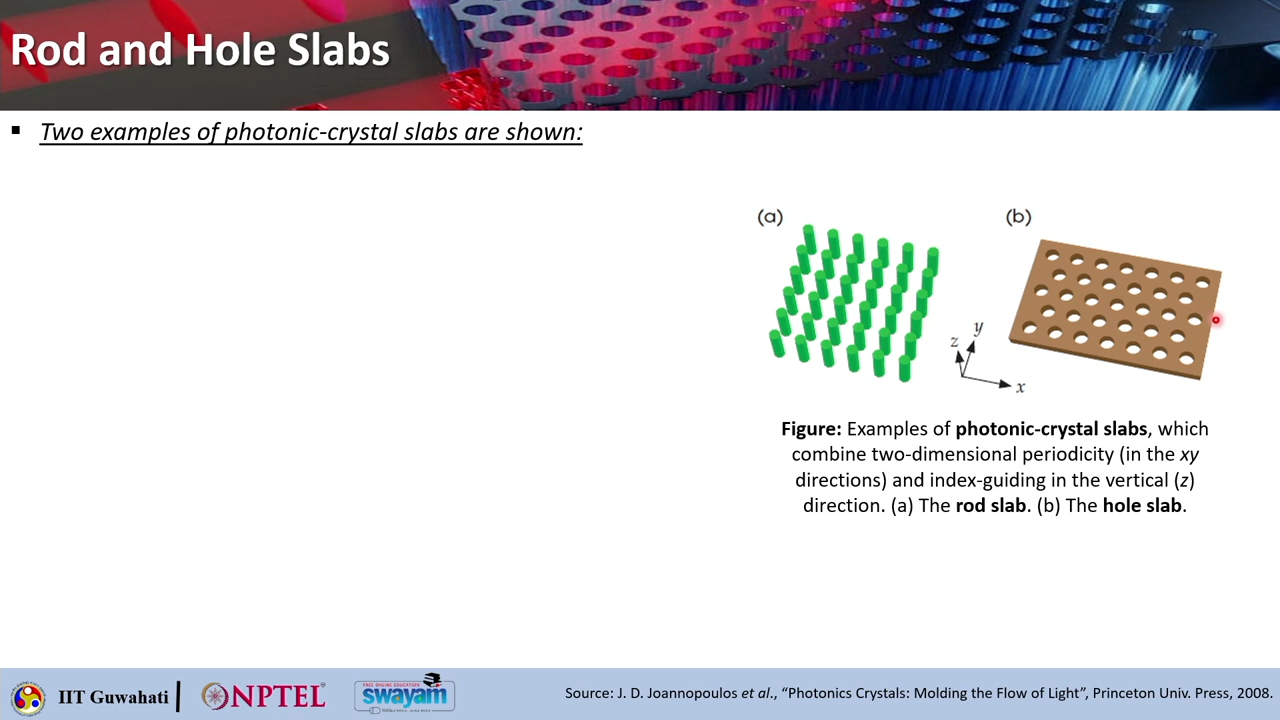 Rod and Hole Slabs
▪ Two examples of photonic-crystal slabs are shown:
(a)
(b)
z
y
x
Figure: Examples of photonic-crystal slabs, which
combine two-dimensional periodicity (in the xy
directions) and index-guiding in the vertical (z)
direction. (a) The rod slab. (b) The hole slab.
IIT Guwahati
NPTEL
FREE ONLINE EDUCATION
swayam
Source: J. D. Joannopoulos et al., “Photonics Crystals: Molding the Flow of Light”, Princeton Univ. Press, 2008.